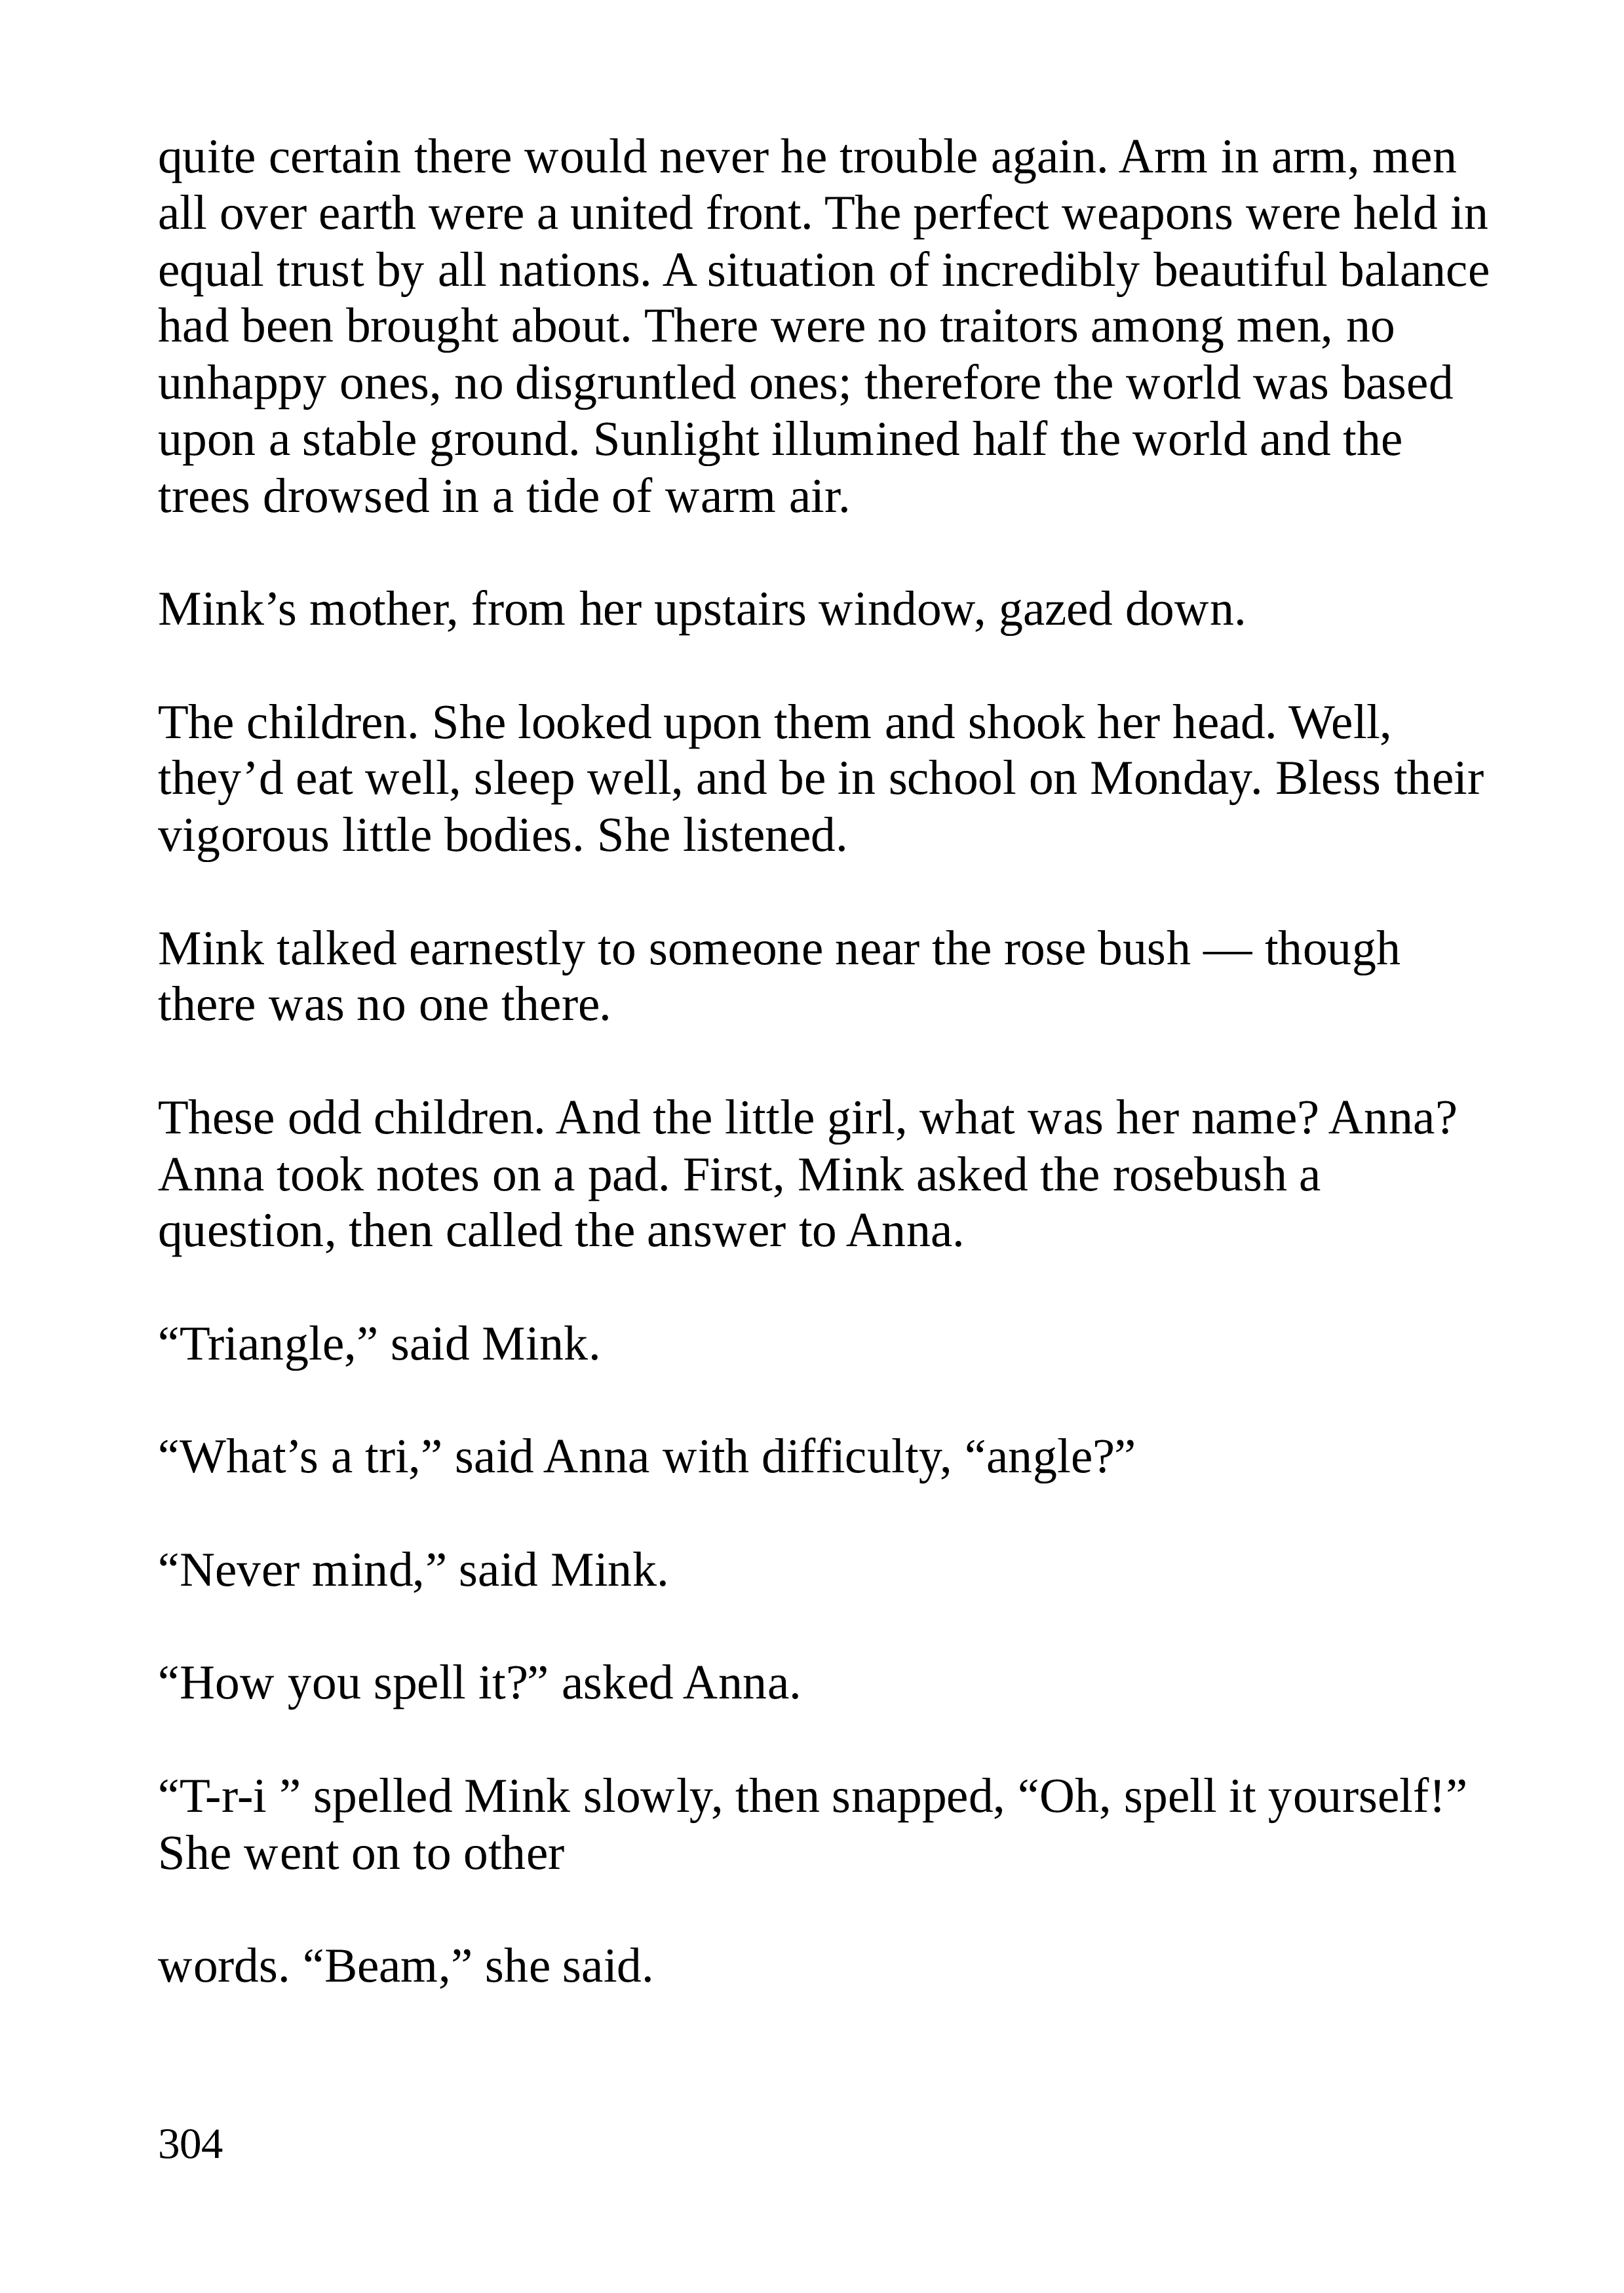 quite certain there would never he trouble again. Arm in arm, men
all over earth were a united front. The perfect weapons were held in
equal trust by all nations. A situation of incredibly beautiful balance
had been brought about. There were no traitors among men, no
unhappy ones, no disgruntled ones; therefore the world was based
upon a stable ground. Sunlight illumined half the world and the
trees drowsed in a tide of warm air.
Mink’s mother, from her upstairs window, gazed down.
The children. She looked upon them and shook her head. Well,
they’d eat well, sleep well, and be in school on Monday. Bless their
vigorous little bodies. She listened.
Mink talked earnestly to someone near the rose bush — though
there was no one there.
These odd children. And the little girl, what was her name? Anna?
Anna took notes on a pad. First, Mink asked the rosebush a
question, then called the answer to Anna.
“Triangle,” said Mink.
“What’s a tri,” said Anna with difficulty, “angle?”
“Never mind,” said Mink.
“How you spell it?” asked Anna.
“T-r-i ” spelled Mink slowly, then snapped, “Oh, spell it yourself!”
She went on to other
words. “Beam,” she said.
304